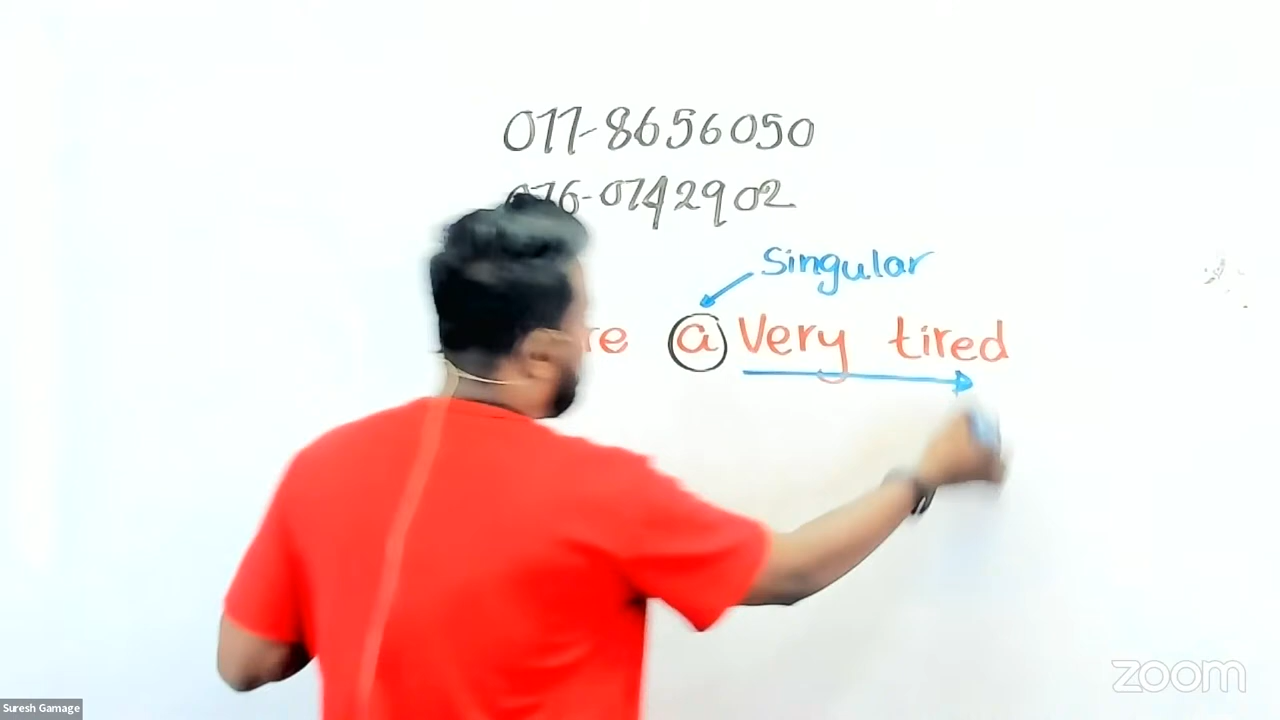 077-8656050
076-0742902
Singular
re a Very tired
Suresh Gamage
zoom